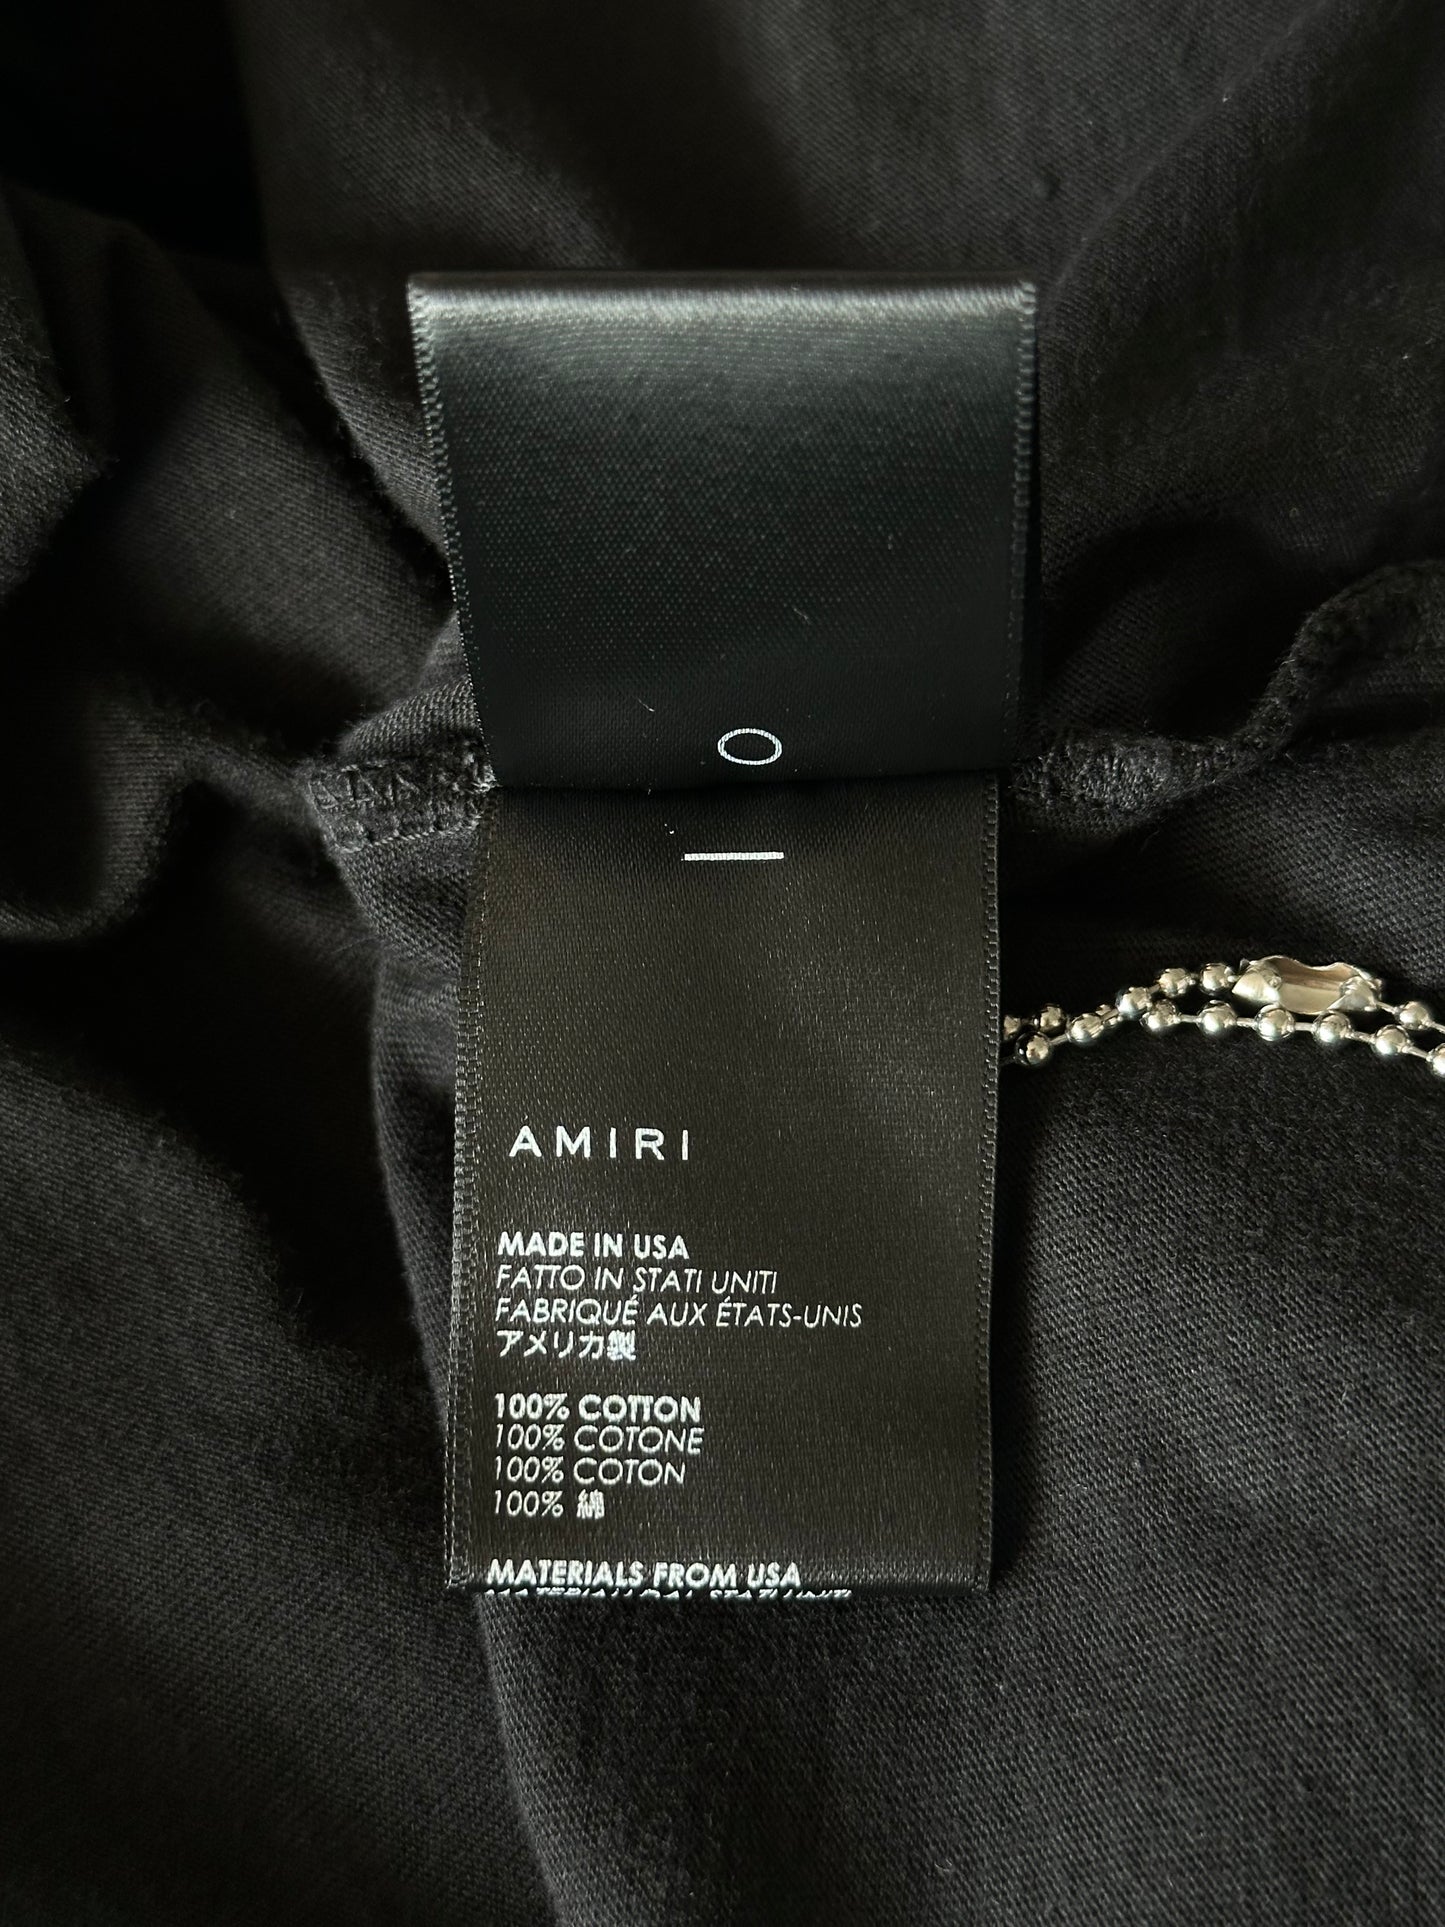 AMIRI
MADE IN USA
FATTO IN STATI UNITI
FABRIQUÉ AUX ÉTATS-UNIS
アメリカ製
100% COTTON
100% COTONE
100% COTON
100% 綿
MATERIALS FROM USA